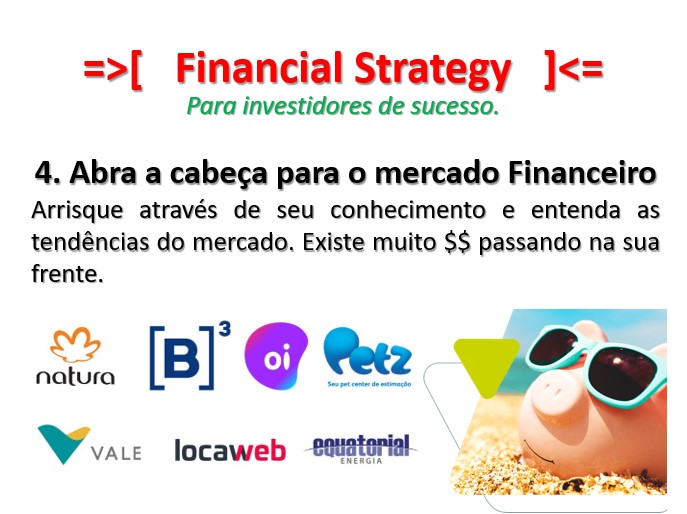 =>[ Financial Strategy ]<=
Para investidores de sucesso.
4. Abra a cabeça para o mercado Financeiro
Arrisque através de seu conhecimento e entenda as
tendências do mercado. Existe muito $$ passando na sua
frente.
natura
[B]³
oi
Petz
Seu pet center de estimação
VALE
locaweb
equatorial
ENERGIA